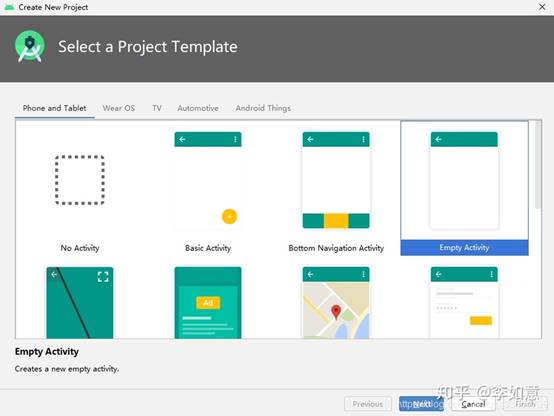 Create New Project
Select a Project Template
Phone and Tablet
Wear OS
TV
Automotive
Android Things
No Activity
Basic Activity
Bottom Navigation Activity
Empty Activity
Ad
Empty Activity
Creates a new empty activity.
Previous
Next
Cancel
Finish
知乎 @李如意